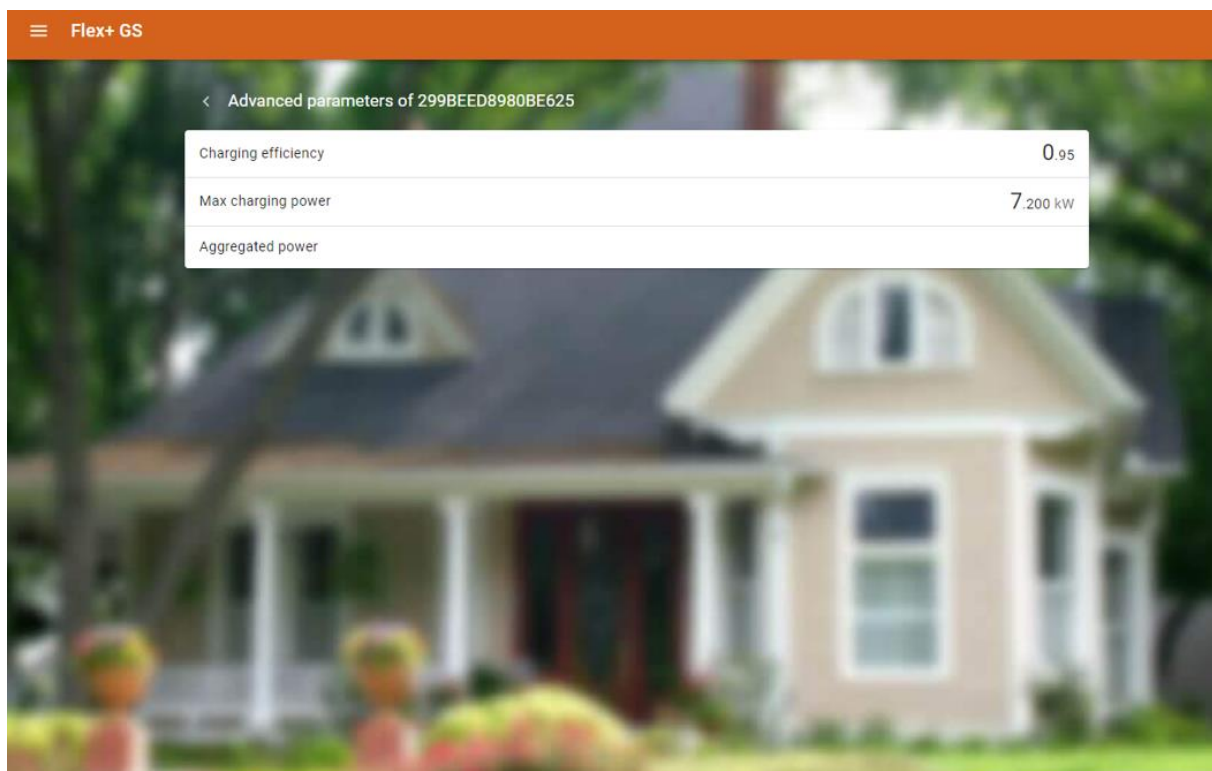 Flex+ GS
Advanced parameters of 299BEED8980BE625
Charging efficiency 0.95
Max charging power 7.200 kW
Aggregated power